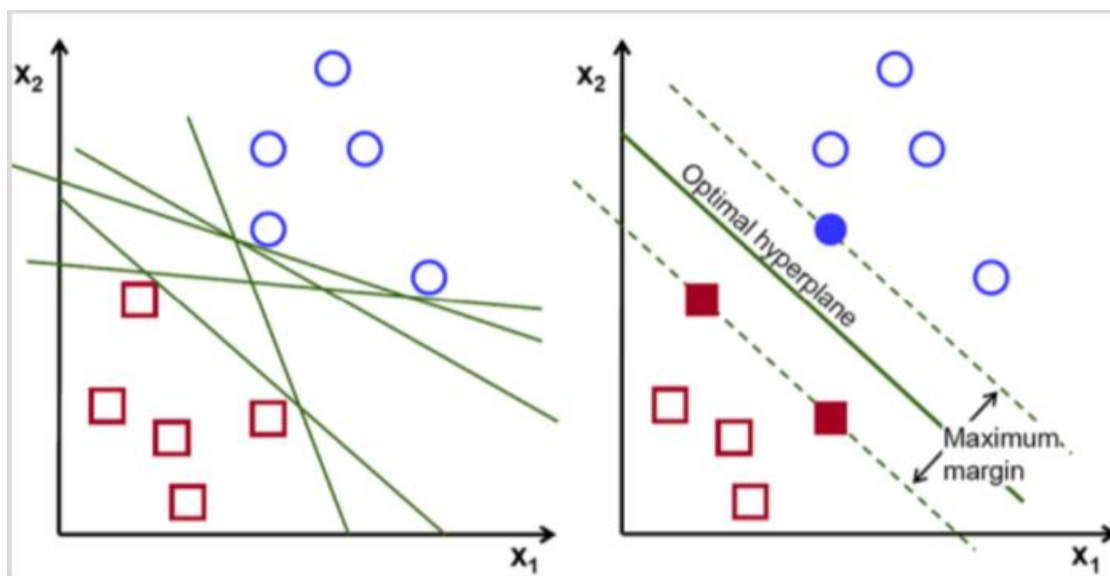 x₂
x₁
x₂
Optimal hyperplane
Maximum
margin
x₁